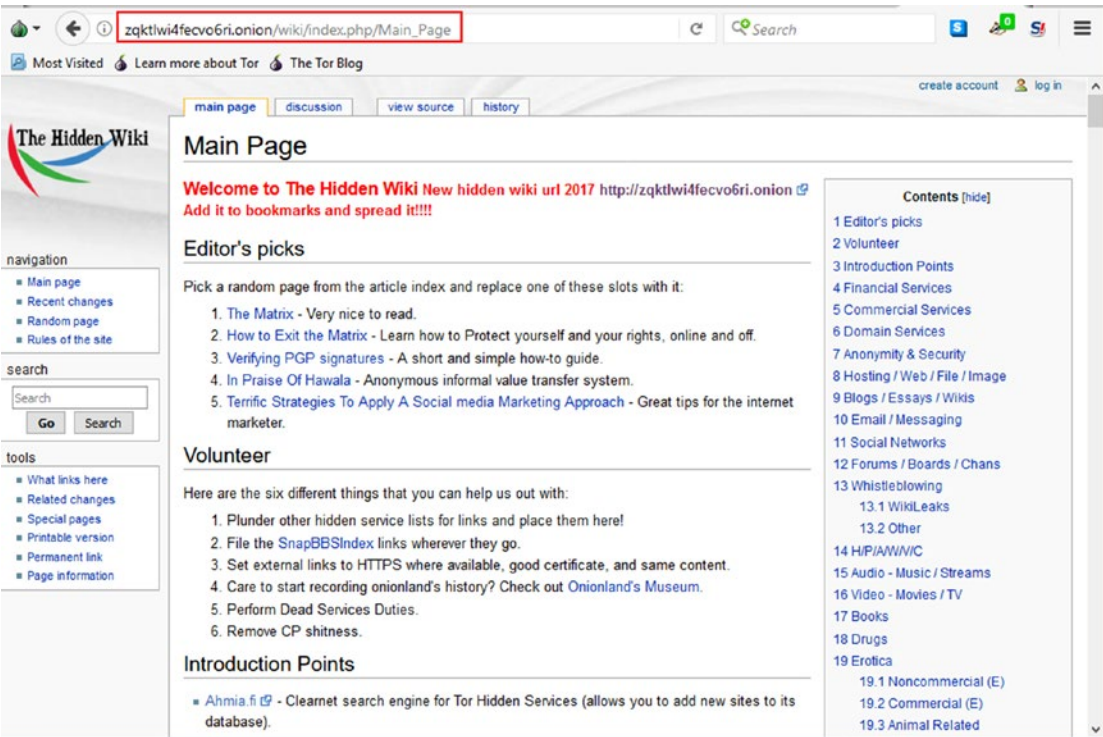 zqktlwi4fecvo6ri.onion/wiki/index.php/Main_Page
Search
S
0
S!
Most Visited
Learn more about Tor
The Tor Blog
create account
log in
main page
discussion
view source
history
The Hidden Wiki
navigation
Main page
Recent changes
Random page
Rules of the site
search
Search
Go
Search
tools
What links here
Related changes
Special pages
Printable version
Permanent link
Page information
Main Page
Welcome to The Hidden Wiki New hidden wiki url 2017 http://zqktlwi4fecvo6ri.onion
Add it to bookmarks and spread it!!!!
Editor's picks
Pick a random page from the article index and replace one of these slots with it:
1. The Matrix - Very nice to read.
2. How to Exit the Matrix - Learn how to Protect yourself and your rights, online and off.
3. Verifying PGP signatures - A short and simple how-to guide.
4. In Praise Of Hawala - Anonymous informal value transfer system.
5. Terrific Strategies To Apply A Social media Marketing Approach - Great tips for the internet
marketer.
Volunteer
Here are the six different things that you can help us out with:
1. Plunder other hidden service lists for links and place them here!
2. File the SnapBBSIndex links wherever they go.
3. Set external links to HTTPS where available, good certificate, and same content.
4. Care to start recording onionland's history? Check out Onionland's Museum.
5. Perform Dead Services Duties.
6. Remove CP shitness.
Introduction Points
Ahmia.fi - Clearnet search engine for Tor Hidden Services (allows you to add new sites to its
database).
Contents [hide]
1 Editor's picks
2 Volunteer
3 Introduction Points
4 Financial Services
5 Commercial Services
6 Domain Services
7 Anonymity & Security
8 Hosting / Web / File / Image
9 Blogs / Essays / Wikis
10 Email / Messaging
11 Social Networks
12 Forums / Boards / Chans
13 Whistleblowing
13.1 WikiLeaks
13.2 Other
14 H/P/A/W/V/C
15 Audio - Music / Streams
16 Video - Movies / TV
17 Books
18 Drugs
19 Erotica
19.1 Noncommercial (E)
19.2 Commercial (E)
19.3 Animal Related